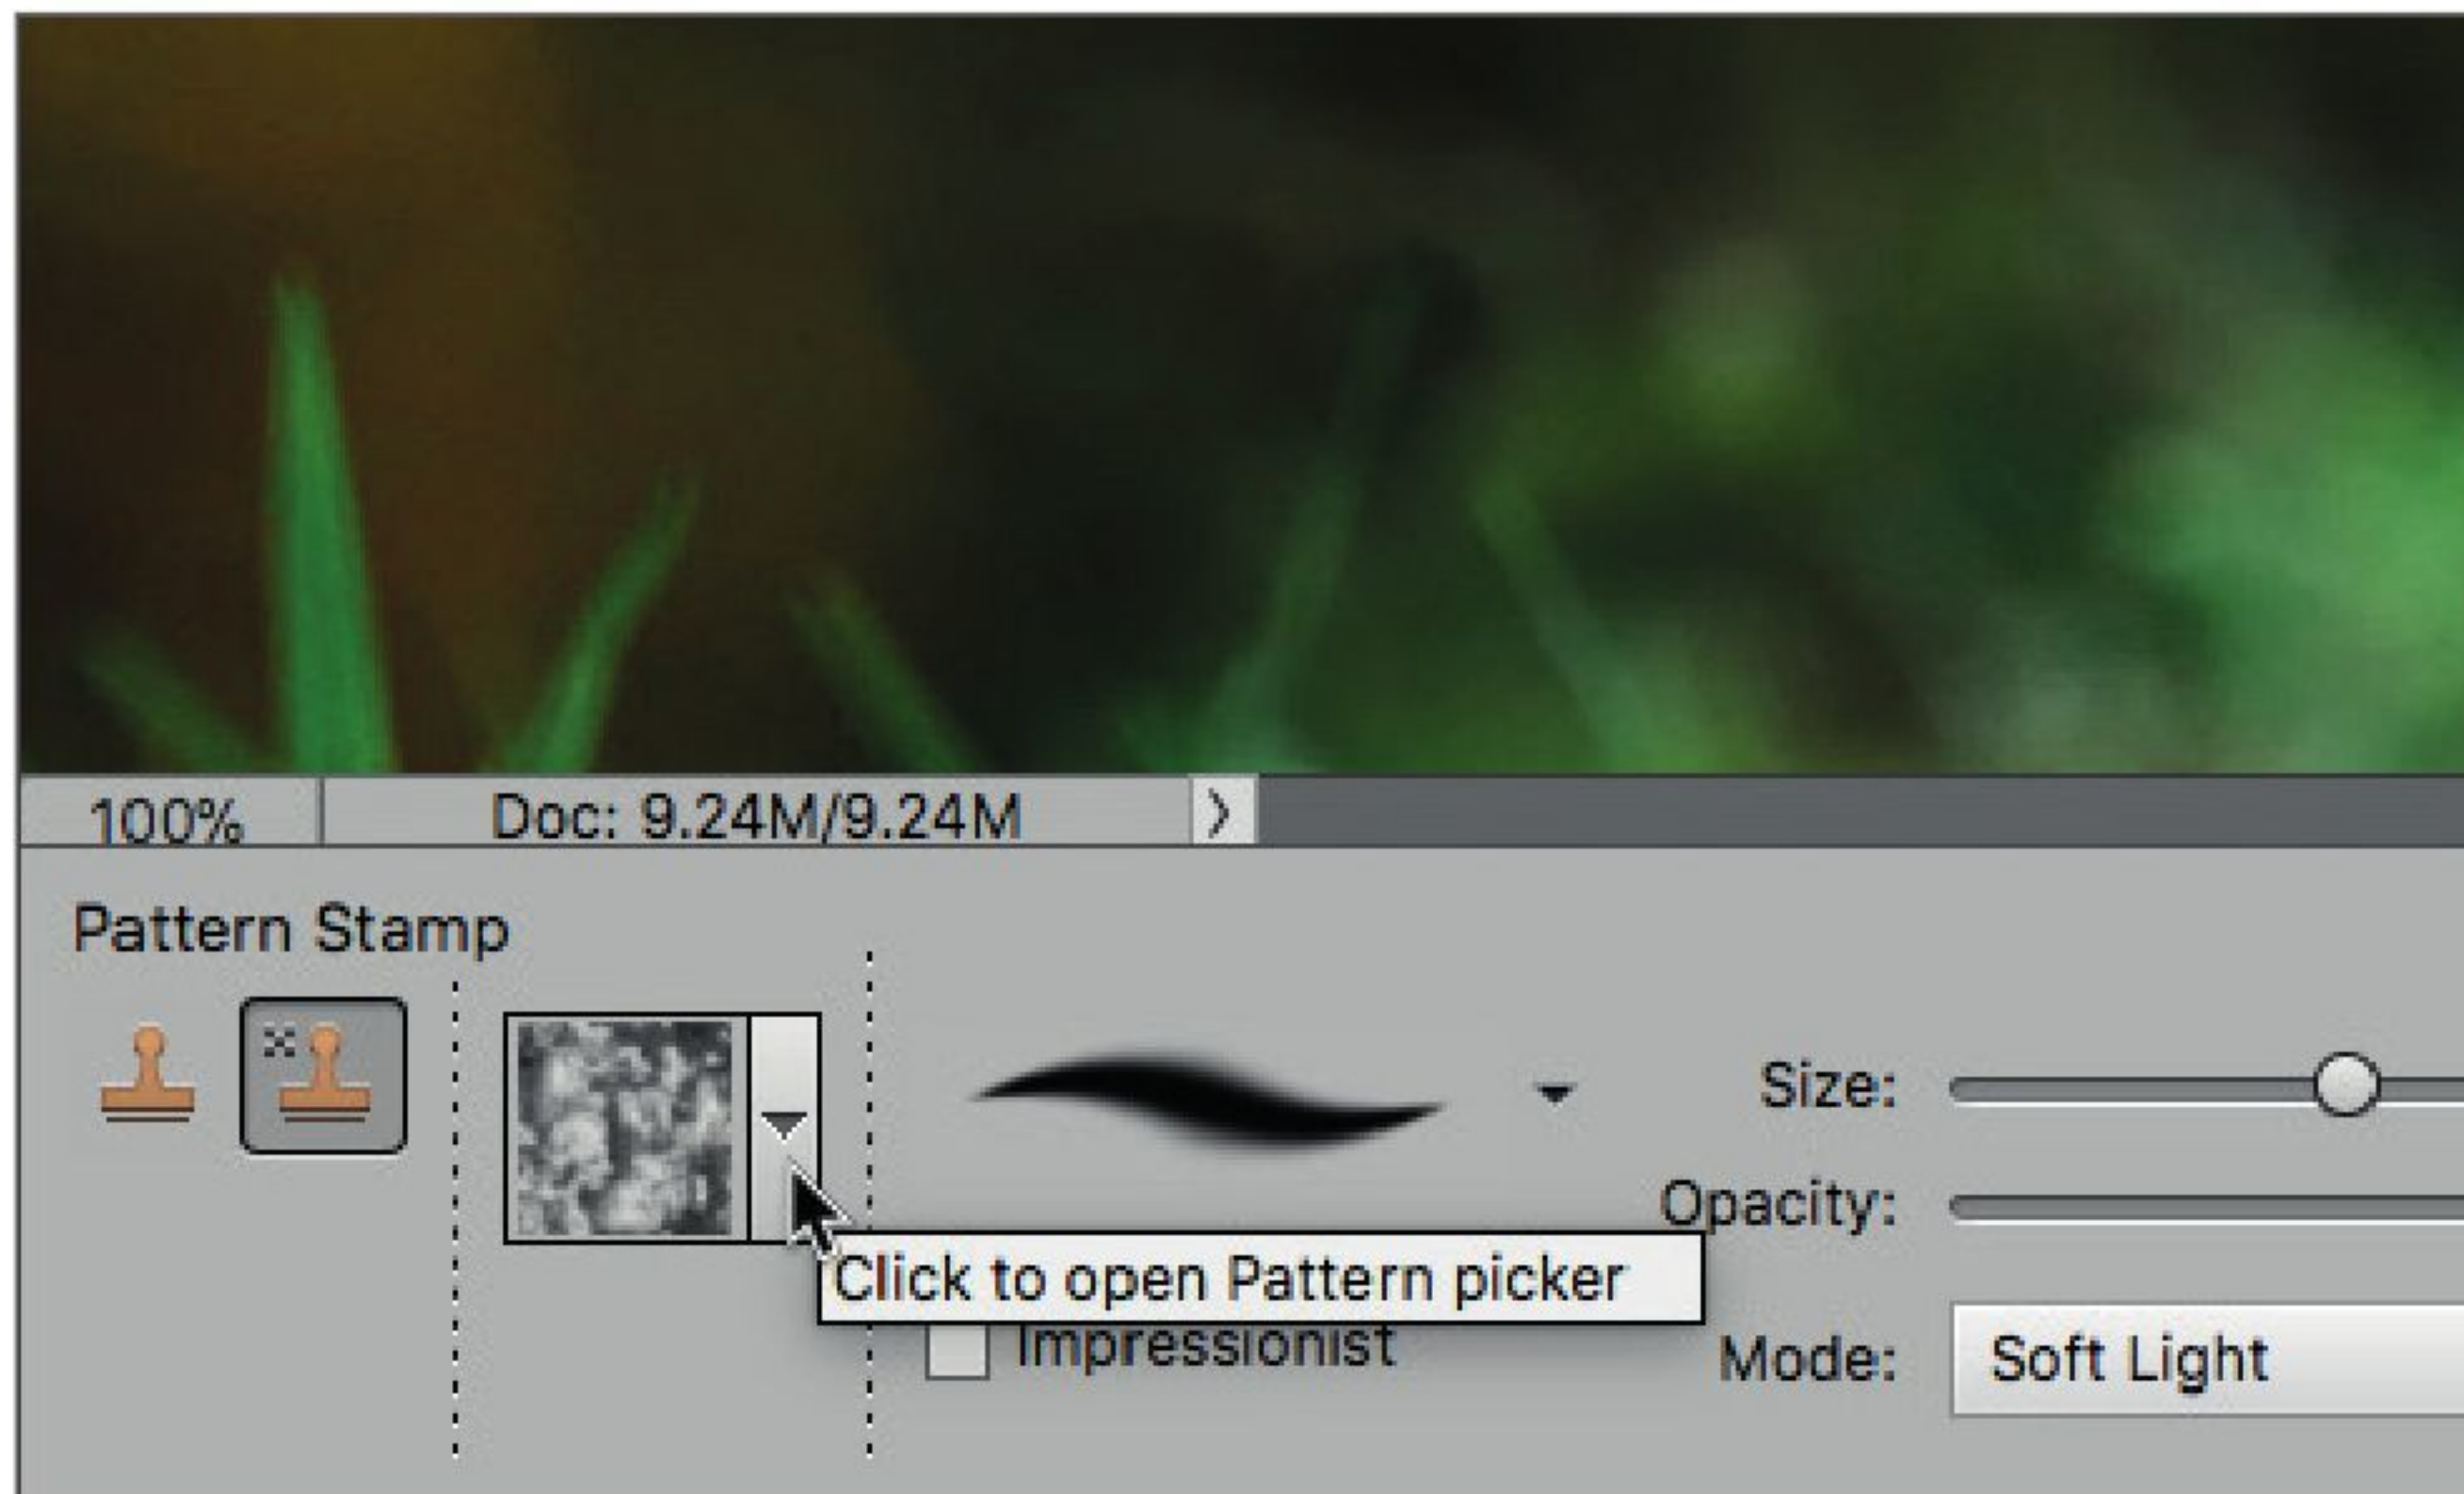 100%
Doc: 9.24M/9.24M
Pattern Stamp
Size:
Opacity:
Click to open Pattern picker
Impressionist
Mode:
Soft Light